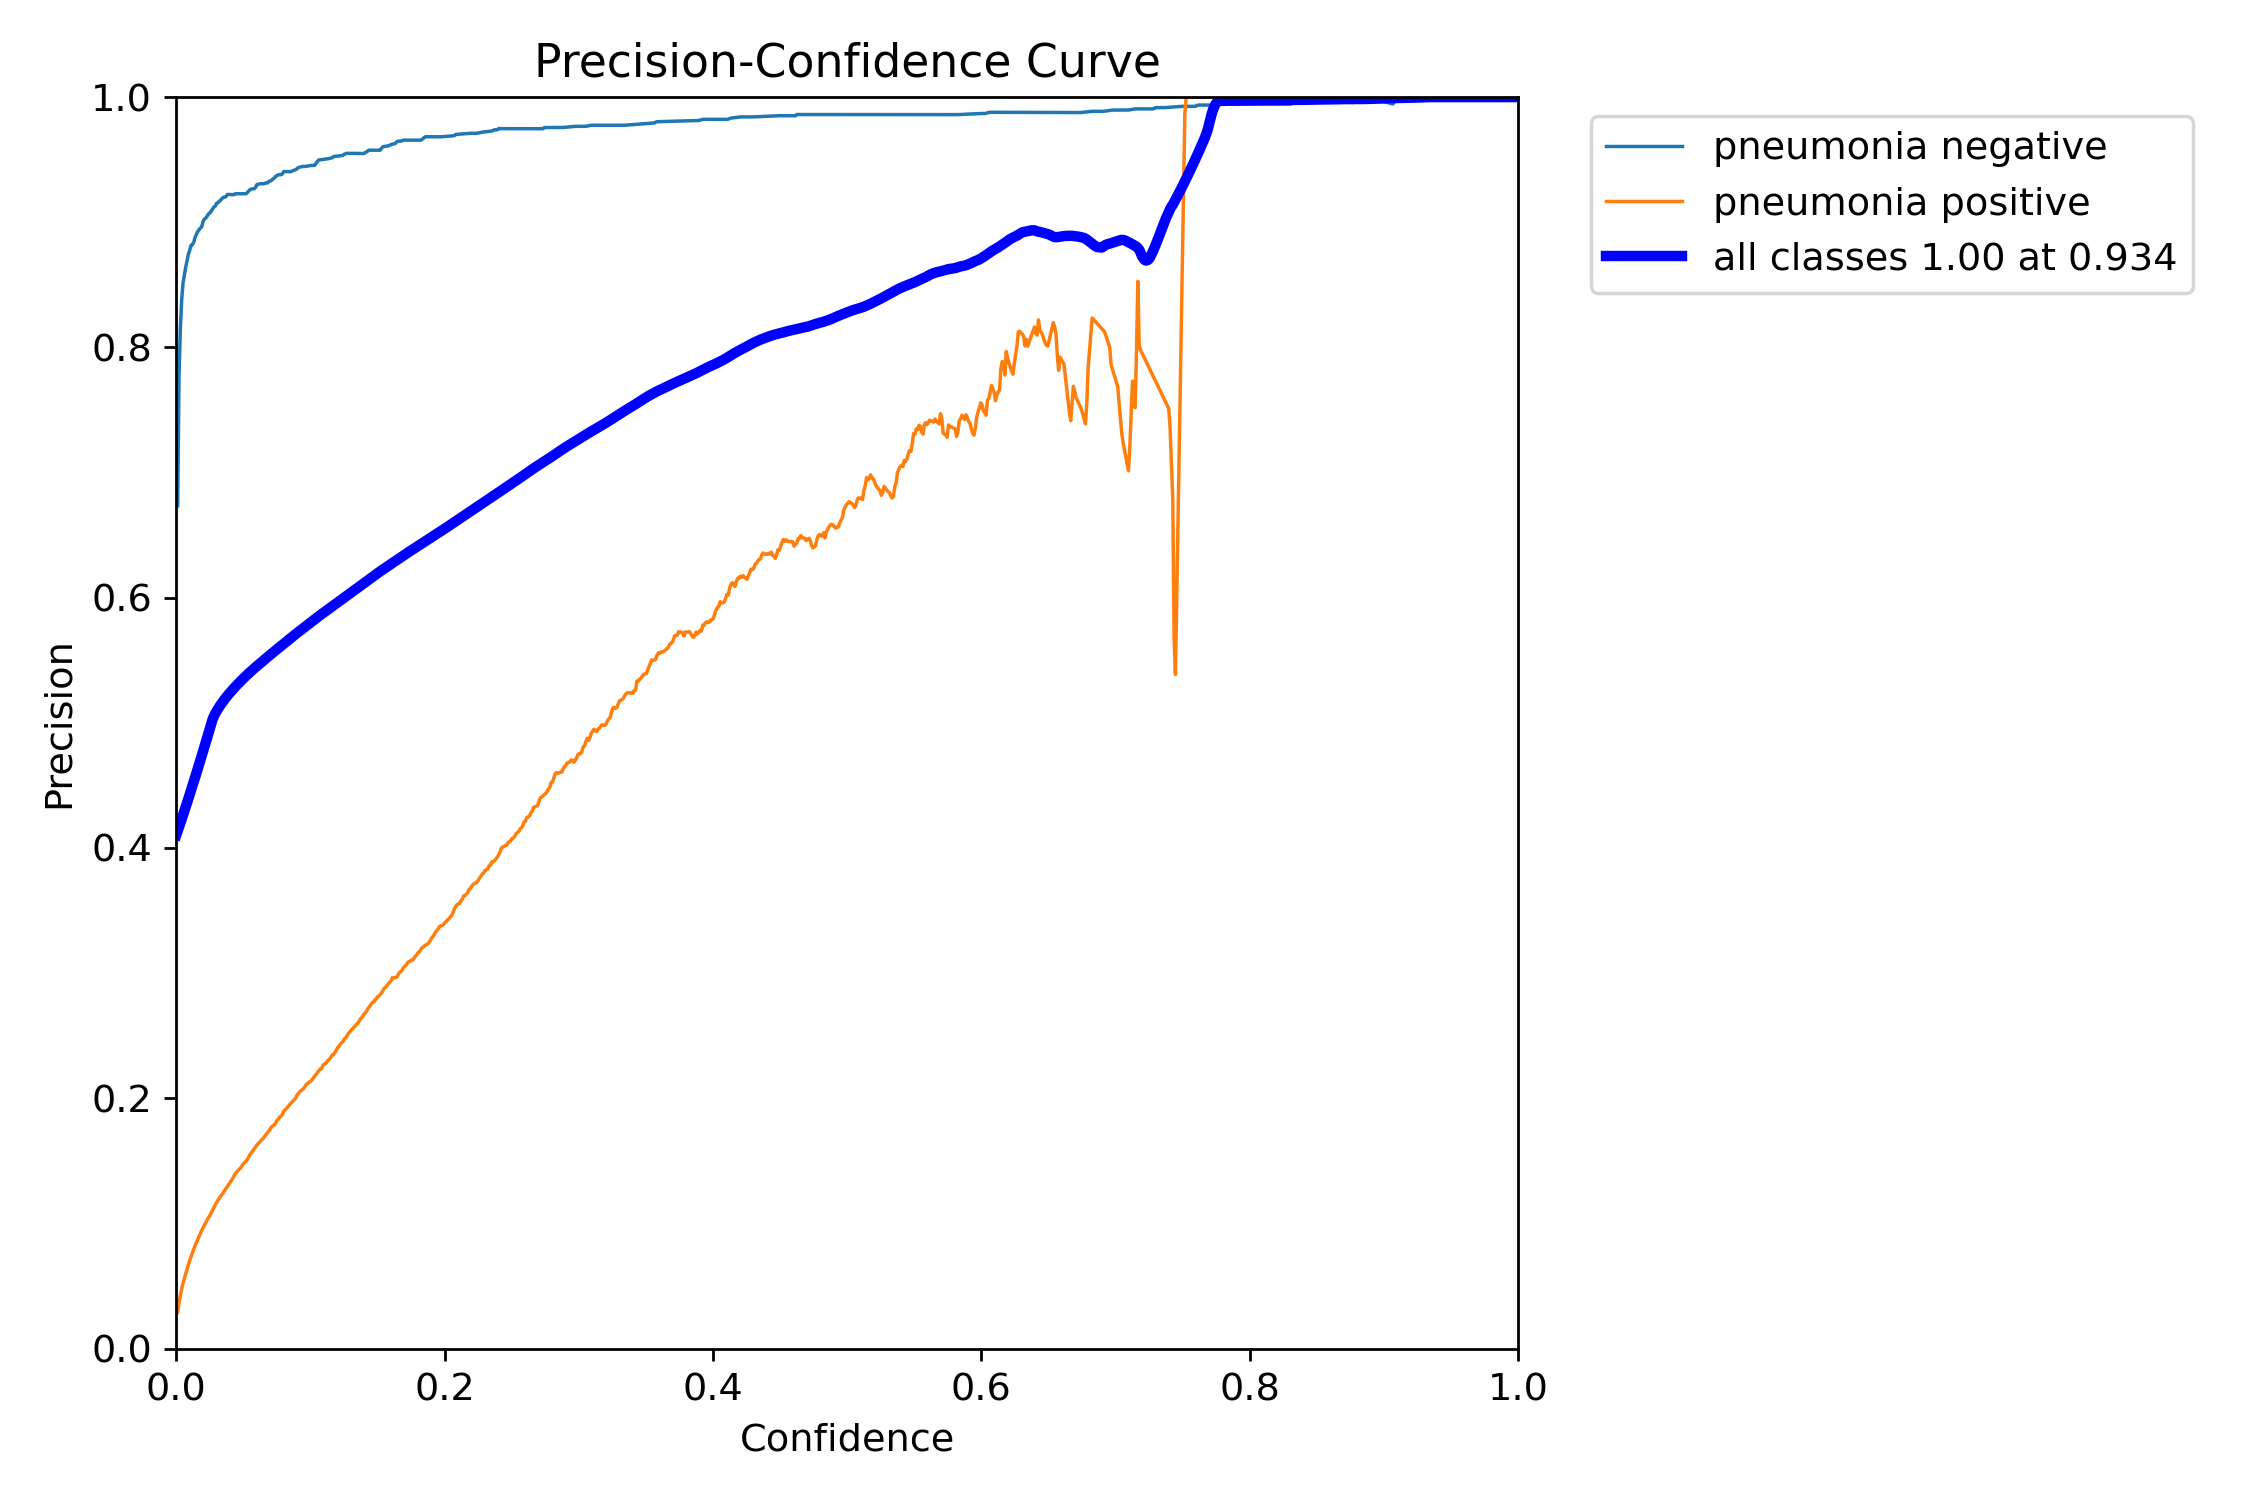 Precision-Confidence Curve
1.0
0.8
0.6
0.4
0.2
0.0
Precision
0.0 0.2 0.4 0.6 0.8 1.0
Confidence
pneumonia negative
pneumonia positive
all classes 1.00 at 0.934